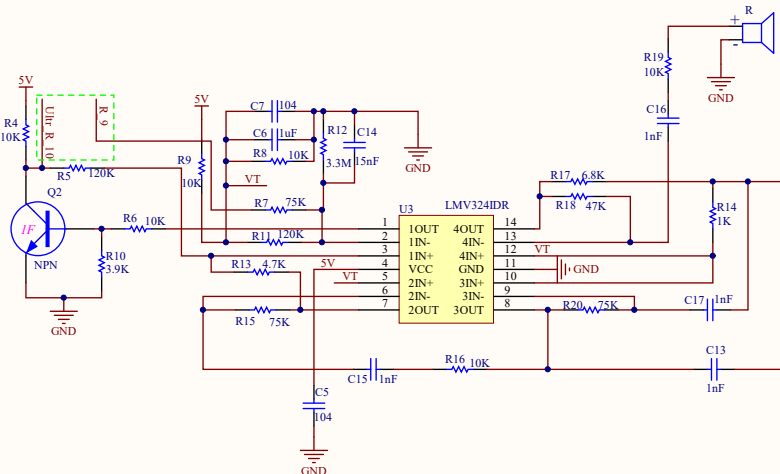 R
+
-
R19
10K
GND
5V
C16
1nF
R4
10K
Ultr_R_10
R_9
5V
C7 104
C6 1uF
R8 10K
R12
3.3M
C14
15nF
GND
R5 120K
R9
10K
VT
R7 75K
R17 6.8K
R18 47K
Q2
IF
NPN
R6 10K
R10
3.9K
GND
R11 120K
R13 4.7K
R15 75K
5V
VT
U3 LMV324IDR
1 1OUT 4OUT 14
2 1IN- 4IN- 13
3 1IN+ 4IN+ 12
4 VCC GND 11
5 2IN+ 3IN+ 10
6 2IN- 3IN- 9
7 2OUT 3OUT 8
VT
GND
R14
1K
R20 75K
C17 1nF
C15 1nF
R16 10K
C13
1nF
C5
104
GND